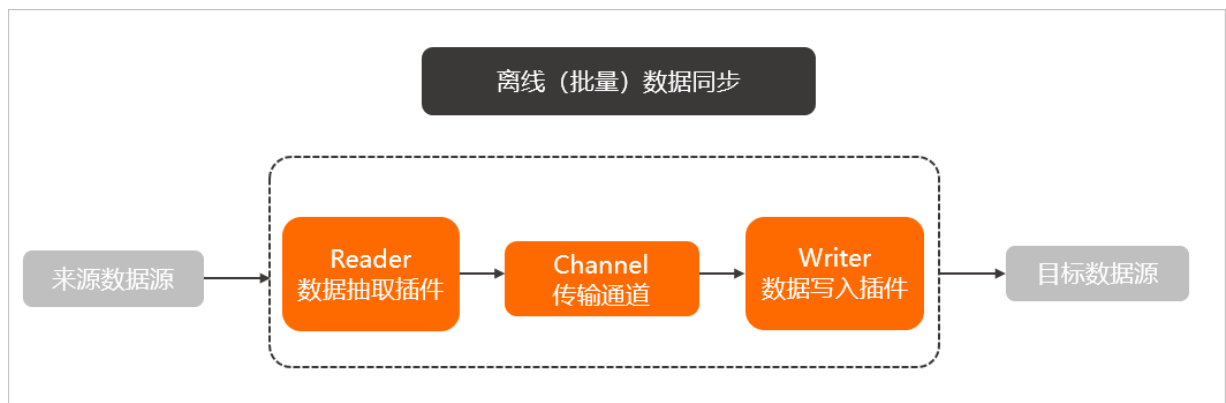 离线（批量）数据同步
来源数据源
Reader
数据抽取插件
Channel
传输通道
Writer
数据写入插件
目标数据源